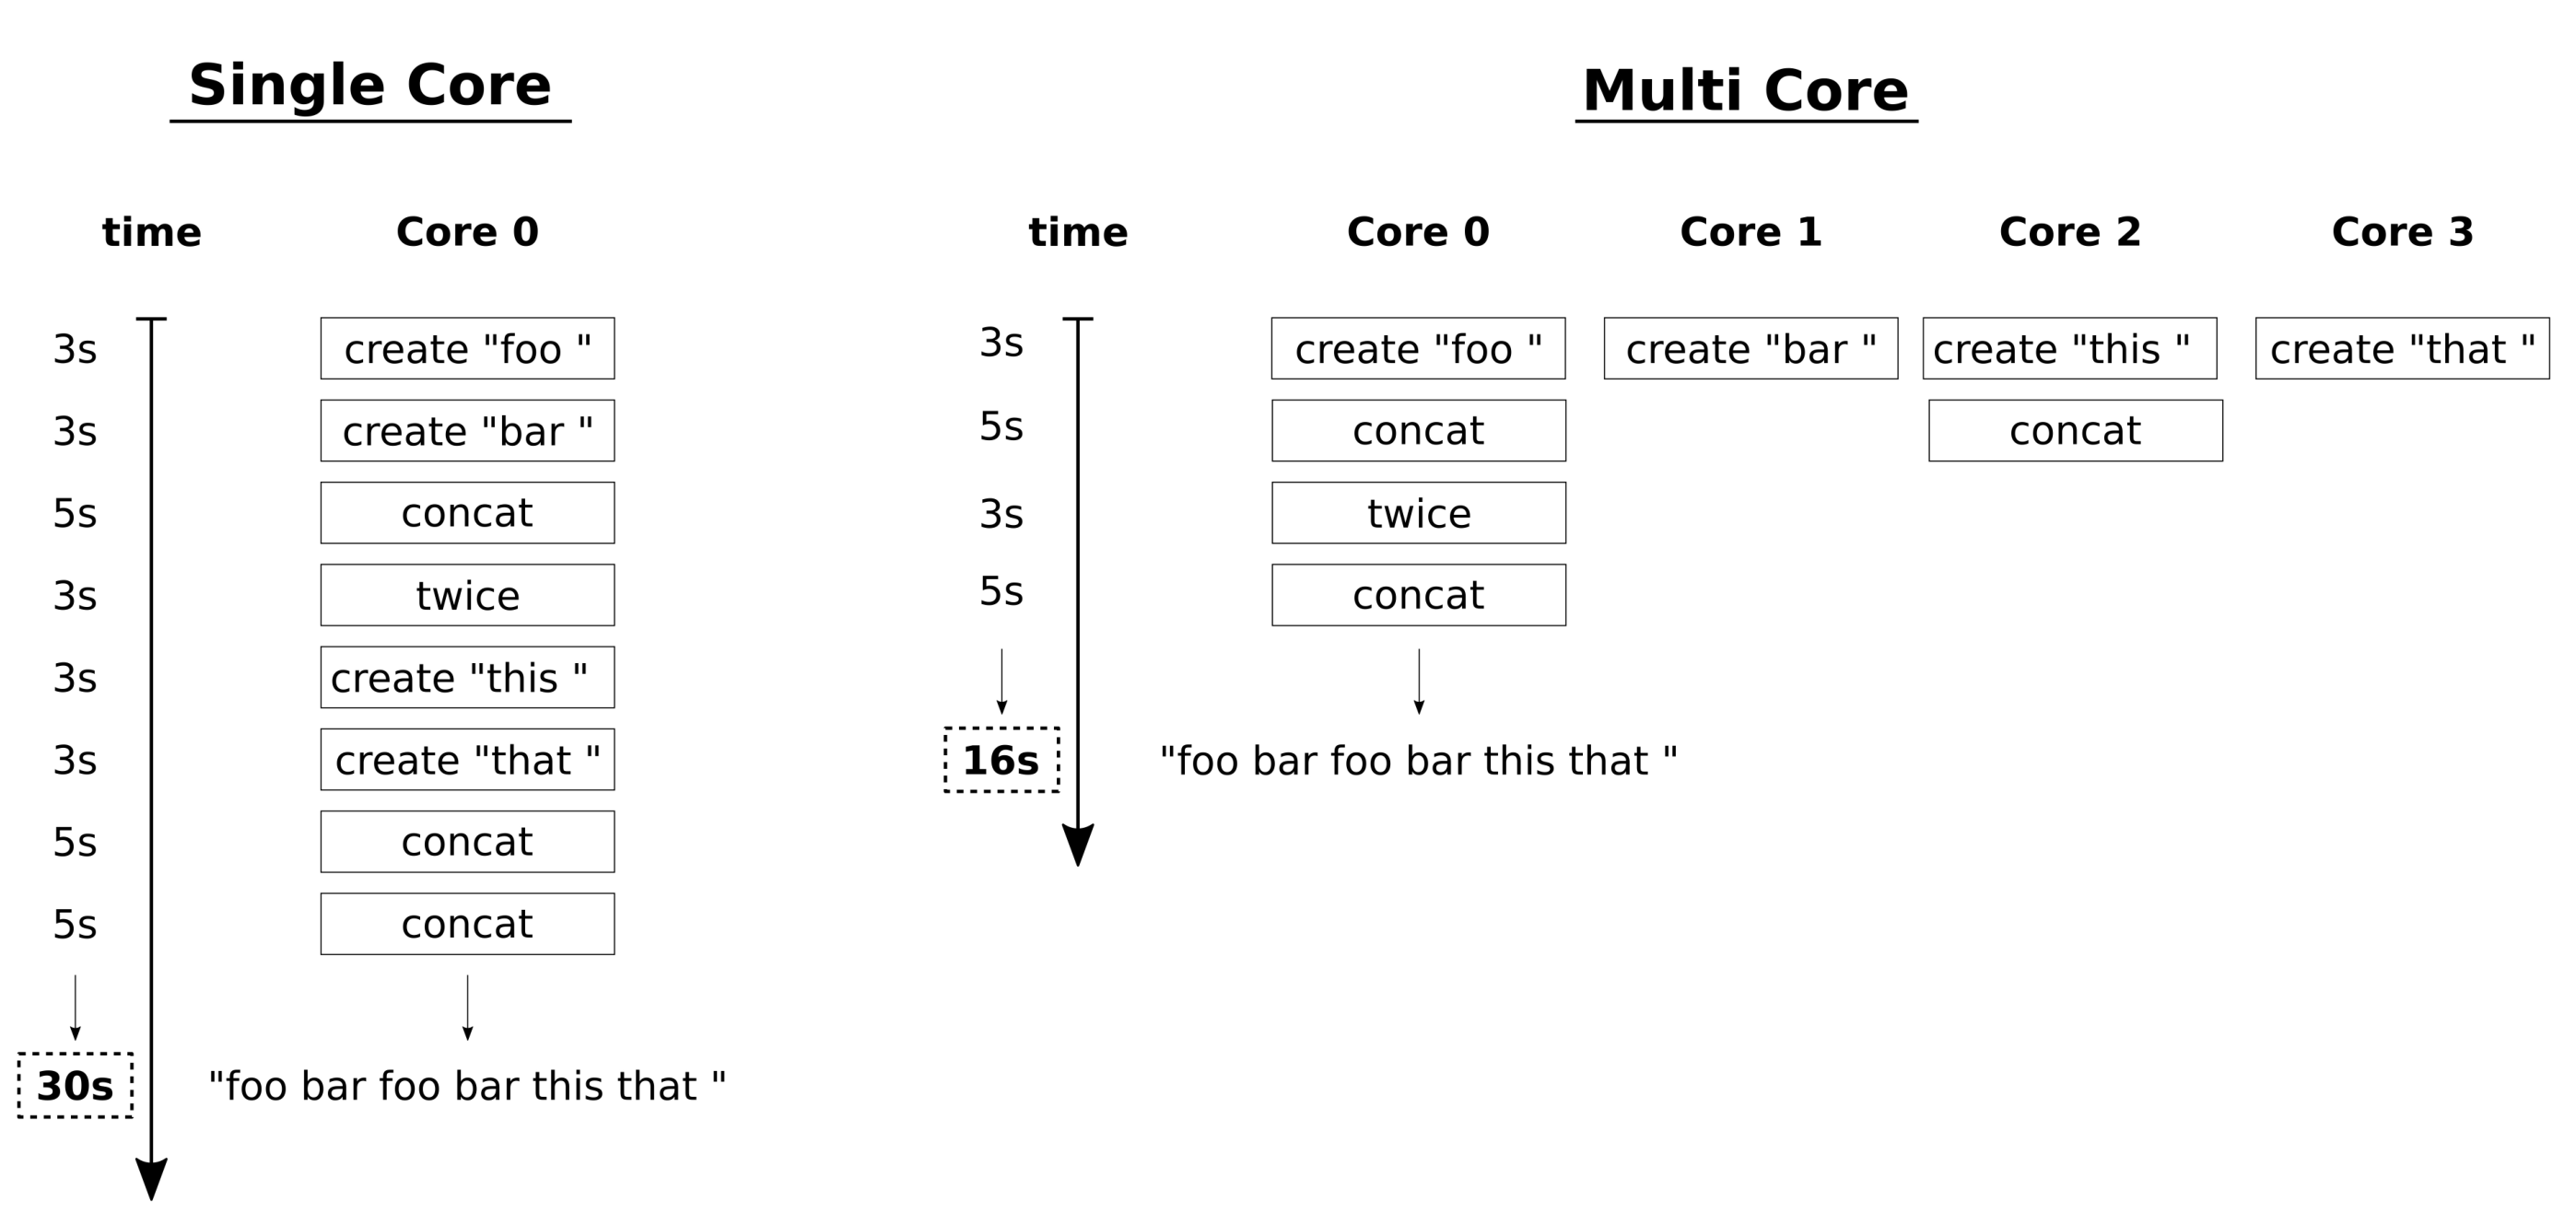 Single Core
time Core 0
3s create "foo "
3s create "bar "
5s concat
3s twice
3s create "this "
3s create "that "
5s concat
5s concat
30s "foo bar foo bar this that "
Multi Core
time Core 0 Core 1 Core 2 Core 3
3s create "foo " create "bar " create "this " create "that "
5s concat concat
3s twice
5s concat
16s "foo bar foo bar this that "